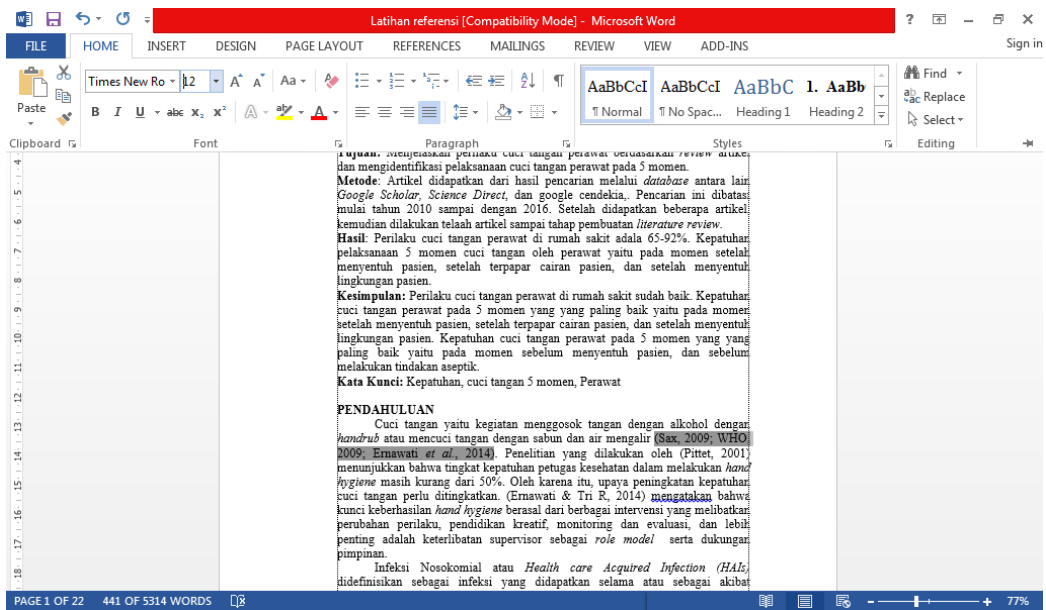 Latihan referensi [Compatibility Mode] - Microsoft Word
FILE HOME INSERT DESIGN PAGE LAYOUT REFERENCES MAILINGS REVIEW VIEW ADD-INS Sign in
Times New Ro 12
Paste
Find
Replace
Select
AaBbCcI AaBbCcI AaBbC 1. AaBb
¶ Normal ¶ No Spac... Heading 1 Heading 2
Clipboard Font Paragraph Styles Editing
Tujuan: Menjelaskan perilaku cuci tangan perawat berdasarkan review artikel
dan mengidentifikasi pelaksanaan cuci tangan perawat pada 5 momen.
Metode: Artikel didapatkan dari hasil pencarian melalui database antara lain
Google Scholar, Science Direct, dan google cendekia,. Pencarian ini dibatasi
mulai tahun 2010 sampai dengan 2016. Setelah didapatkan beberapa artikel
kemudian dilakukan telaah artikel sampai tahap pembuatan literature review.
Hasil: Perilaku cuci tangan perawat di rumah sakit adala 65-92%. Kepatuhan
pelaksanaan 5 momen cuci tangan oleh perawat yaitu pada momen setelah
menyentuh pasien, setelah terpapar cairan pasien, dan setelah menyentuh
lingkungan pasien.
Kesimpulan: Perilaku cuci tangan perawat di rumah sakit sudah baik. Kepatuhan
cuci tangan perawat pada 5 momen yang yang paling baik yaitu pada momen
setelah menyentuh pasien, setelah terpapar cairan pasien, dan setelah menyentuh
lingkungan pasien. Kepatuhan cuci tangan perawat pada 5 momen yang yang
paling baik yaitu pada momen sebelum menyentuh pasien, dan sebelum
melakukan tindakan aseptik.
Kata Kunci: Kepatuhan, cuci tangan 5 momen, Perawat
PENDAHULUAN
Cuci tangan yaitu kegiatan menggosok tangan dengan alkohol dengan
handrub atau mencuci tangan dengan sabun dan air mengalir (Sax, 2009; WHO
2009; Ernawati et al., 2014). Penelitian yang dilakukan oleh (Pittet, 2001)
menunjukkan bahwa tingkat kepatuhan petugas kesehatan dalam melakukan hand
hygiene masih kurang dari 50%. Oleh karena itu, upaya peningkatan kepatuhan
cuci tangan perlu ditingkatkan. (Ernawati & Tri R, 2014) mengatakan bahwa
kunci keberhasilan hand hygiene berasal dari berbagai intervensi yang melibatkan
perubahan perilaku, pendidikan kreatif, monitoring dan evaluasi, dan lebih
penting adalah keterlibatan supervisor sebagai role model serta dukungan
pimpinan.
Infeksi Nosokomial atau Health care Acquired Infection (HAIs)
didefinisikan sebagai infeksi yang didapatkan selama atau sebagai akibat
PAGE 1 OF 22 441 OF 5314 WORDS 77%